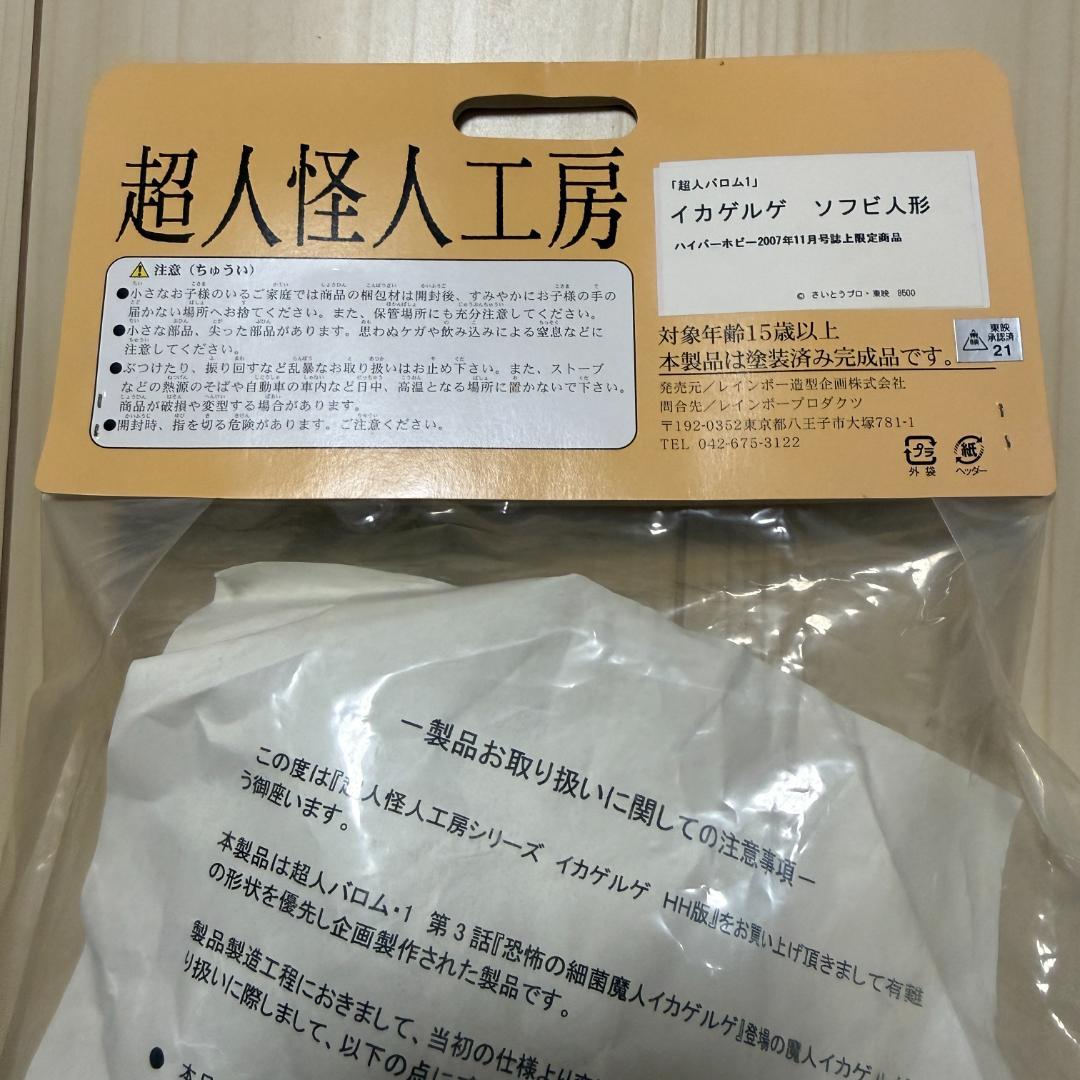 超人怪人工房
「超人バロム1」
イカゲルゲ　ソフビ人形
ハイパーホビー2007年11月号誌上限定商品
© さいとうプロ・東映 8500
注意（ちゅうい）
●小さなお子様のいるご家庭では商品の梱包材は開封後、すみやかにお子様の手の
届かない場所へお捨てください。また、保管場所にも充分注意してください。
●小さな部品、尖った部品があります。思わぬケガや飲み込みによる窒息などに
注意してください。
●ぶつけたり、振り回すなど乱暴なお取り扱いはお止め下さい。また、ストーブ
などの熱源のそばや自動車の車内など日中、高温となる場所に置かないで下さい。
商品が破損や変型する場合があります。
●開封時、指を切る危険があります。ご注意ください。
対象年齢15歳以上
本製品は塗装済み完成品です。
東映
承認済
21
発売元／レインボー造型企画株式会社
問合先／レインボープロダクツ
〒192-0352東京都八王子市大塚781-1
TEL 042-675-3122
プラ
外袋
紙
ヘッダー
－製品お取り扱いに関しての注意事項－
この度は『超人怪人工房シリーズ イカゲルゲ HH版』をお買い上げ頂きまして有難
う御座います。
本製品は超人バロム・1 第3話『恐怖の細菌魔人イカゲルゲ』登場の魔人イカゲル
の形状を優先し企画製作された製品です。
製品製造工程におきまして、当初の仕様より
り扱いに際しまして、以下の点に
●